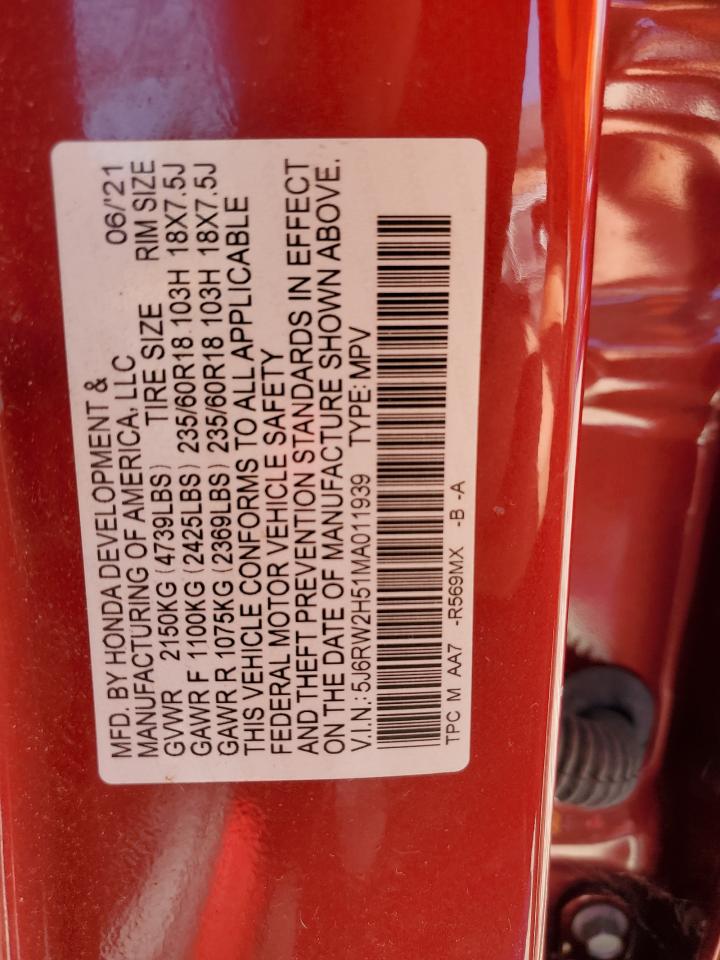 MFD. BY HONDA DEVELOPMENT & 06/'21
MANUFACTURING OF AMERICA, LLC
GVWR 2150KG (4739LBS) TIRE SIZE RIM SIZE
GAWR F 1100KG (2425LBS) 235/60R18 103H 18X7.5J
GAWR R 1075KG (2369LBS) 235/60R18 103H 18X7.5J
THIS VEHICLE CONFORMS TO ALL APPLICABLE
FEDERAL MOTOR VEHICLE SAFETY
AND THEFT PREVENTION STANDARDS IN EFFECT
ON THE DATE OF MANUFACTURE SHOWN ABOVE.
V.I.N.: 5J6RW2H51MA011939 TYPE: MPV
TPC M AA7 -R569MX -B -A